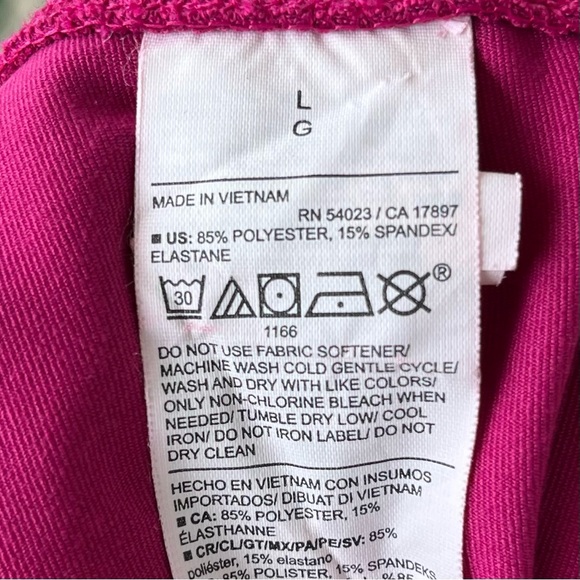 L
G
MADE IN VIETNAM
RN 54023 / CA 17897
US: 85% POLYESTER, 15% SPANDEX/
ELASTANE
30
®
1166
DO NOT USE FABRIC SOFTENER/
MACHINE WASH COLD GENTLE CYCLE/
WASH AND DRY WITH LIKE COLORS/
ONLY NON-CHLORINE BLEACH WHEN
NEEDED/ TUMBLE DRY LOW/ COOL
IRON/ DO NOT IRON LABEL/ DO NOT
DRY CLEAN
HECHO EN VIETNAM CON INSUMOS
IMPORTADOS/ DIBUAT DI VIETNAM
CA: 85% POLYESTER, 15%
ÉLASTHANNE
CR/CL/GT/MX/PA/PE/SV: 85%
poliéster, 15% elastano
85% POLISTER, 15% SPANDEKS